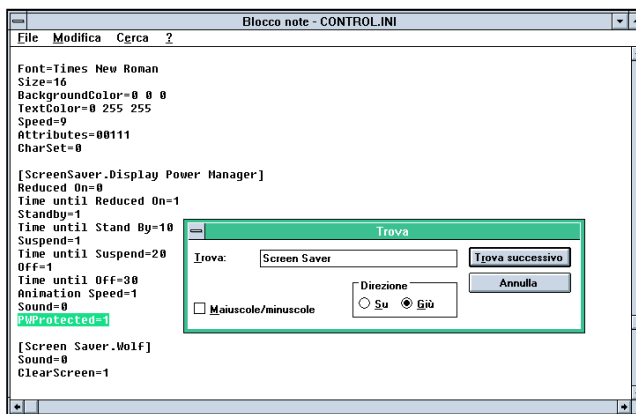 Blocco note - CONTROL.INI
File Modifica Cerca ?
Font=Times New Roman
Size=16
BackgroundColor=0 0 0
TextColor=0 255 255
Speed=9
Attributes=00111
CharSet=0
[ScreenSaver.Display Power Manager]
Reduced On=0
Time until Reduced On=1
Standby=1
Time until Stand By=10
Suspend=1
Time until Suspend=20
Off=1
Time until Off=30
Animation Speed=1
Sound=0
PWProtected=1
[Screen Saver.Wolf]
Sound=0
ClearScreen=1
Trova
Trova: Screen Saver Trova successivo
Direzione Annulla
Maiuscole/minuscole Su Giù